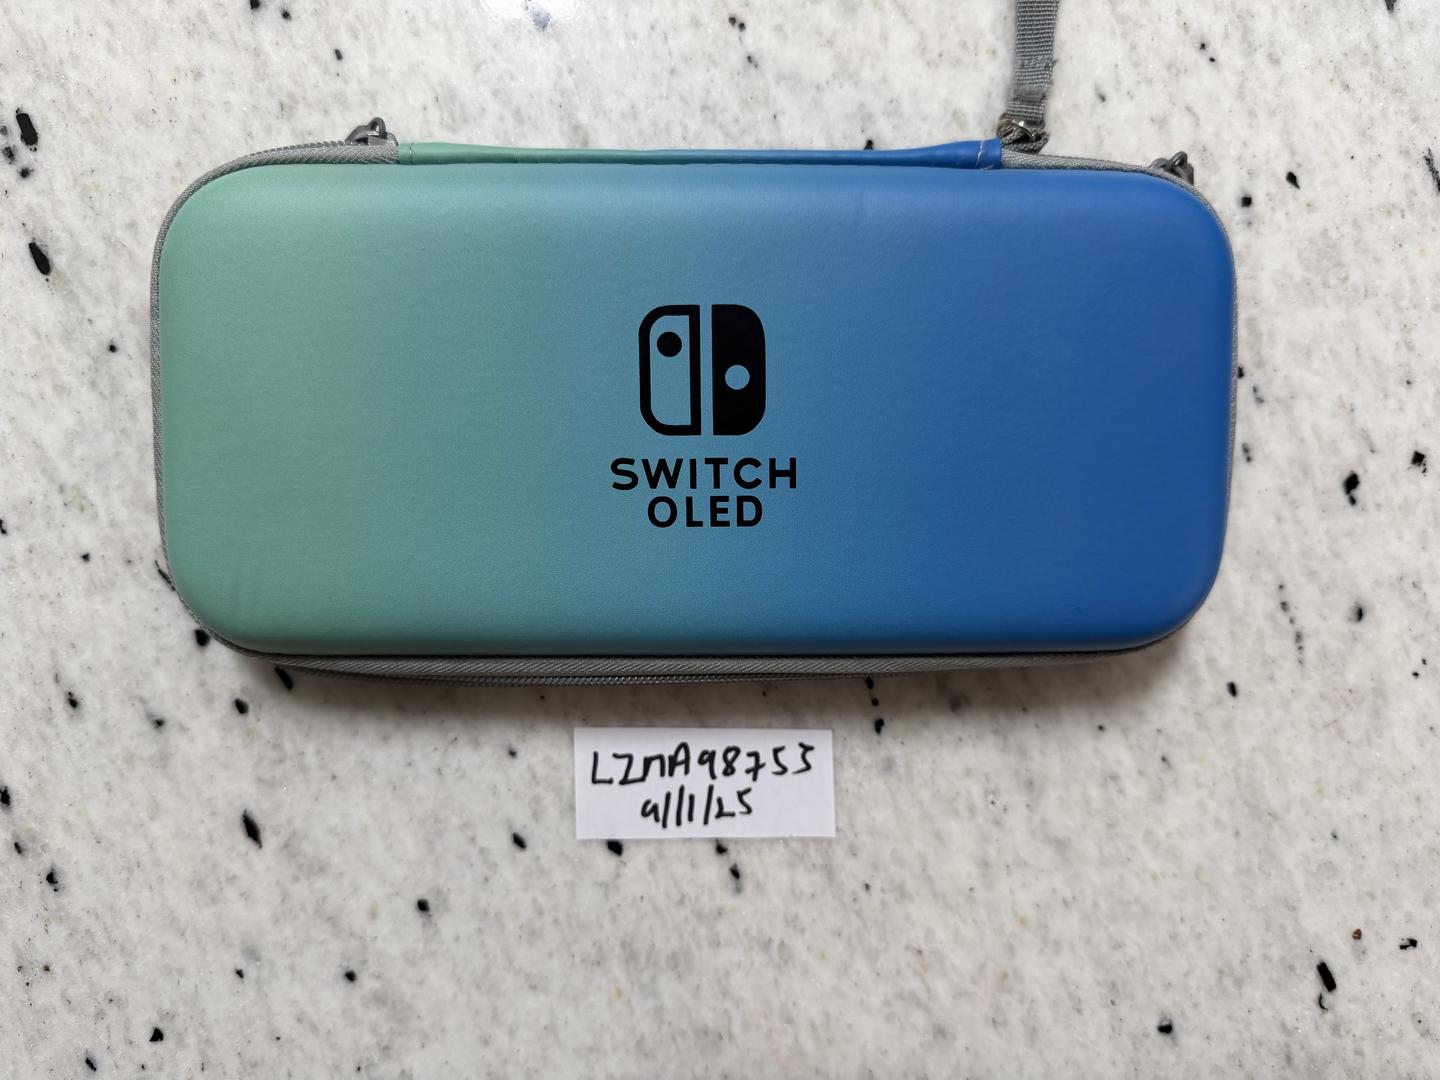 SWITCH
OLED
LZMA98753
9/1/25